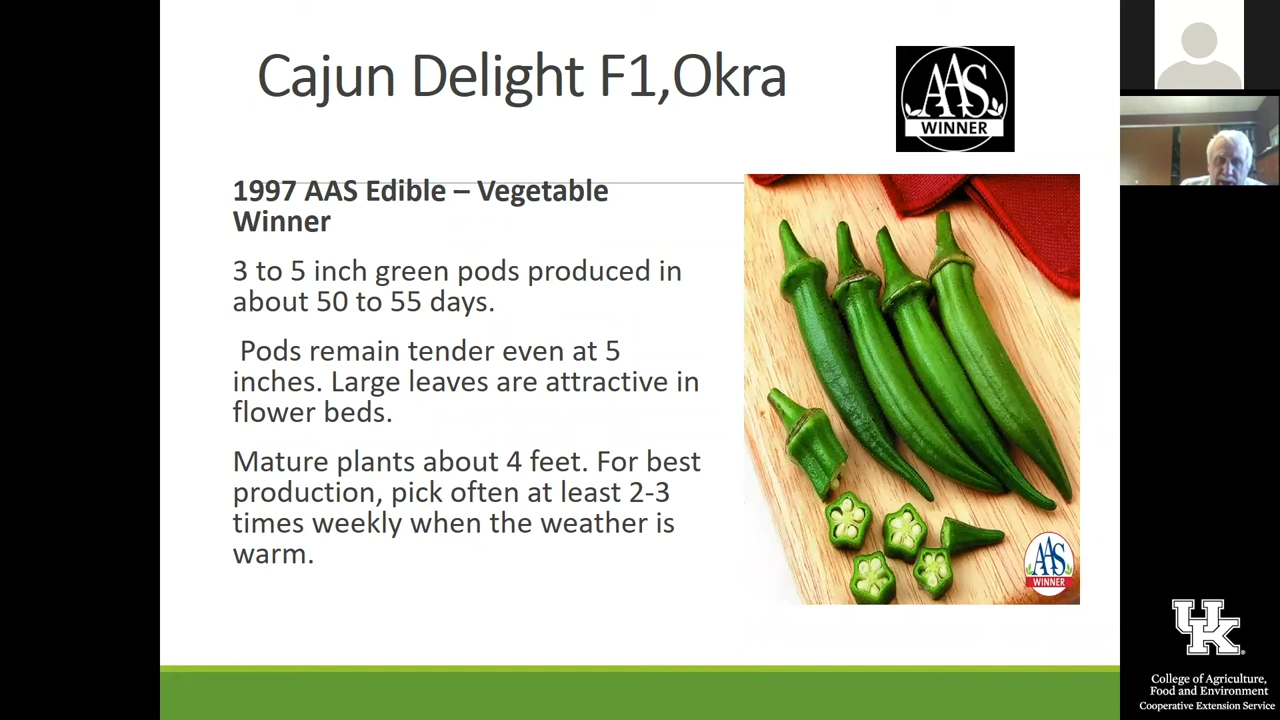 Cajun Delight F1,Okra
AAS
WINNER
1997 AAS Edible – Vegetable
Winner
3 to 5 inch green pods produced in
about 50 to 55 days.
Pods remain tender even at 5
inches. Large leaves are attractive in
flower beds.
Mature plants about 4 feet. For best
production, pick often at least 2-3
times weekly when the weather is
warm.
AAS
WINNER
UK
College of Agriculture,
Food and Environment
Cooperative Extension Service